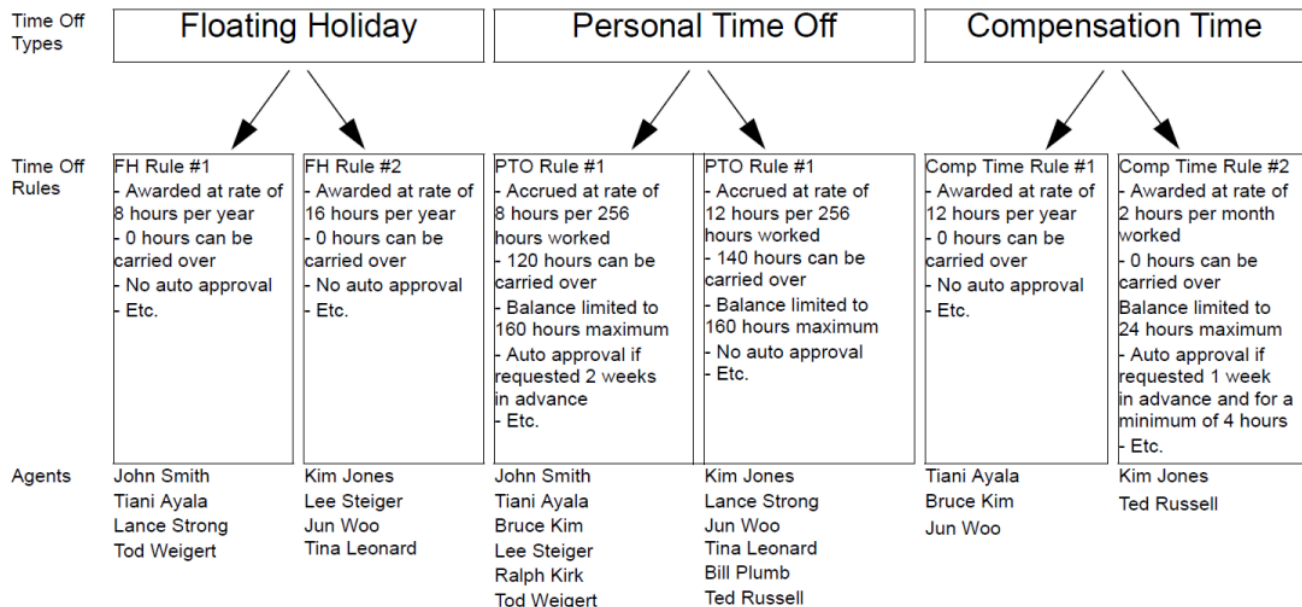 Time Off
Types
Floating Holiday
Personal Time Off
Compensation Time
Time Off
Rules
FH Rule #1
- Awarded at rate of
8 hours per year
- 0 hours can be
carried over
- No auto approval
- Etc.
FH Rule #2
- Awarded at rate of
16 hours per year
- 0 hours can be
carried over
- No auto approval
- Etc.
PTO Rule #1
- Accrued at rate of
8 hours per 256
hours worked
- 120 hours can be
carried over
- Balance limited to
160 hours maximum
- Auto approval if
requested 2 weeks
in advance
- Etc.
PTO Rule #1
- Accrued at rate of
12 hours per 256
hours worked
- 140 hours can be
carried over
- Balance limited to
160 hours maximum
- No auto approval
- Etc.
Comp Time Rule #1
- Awarded at rate of
12 hours per year
- 0 hours can be
carried over
- No auto approval
- Etc.
Comp Time Rule #2
- Awarded at rate of
2 hours per month
worked
- 0 hours can be
carried over
Balance limited to
24 hours maximum
- Auto approval if
requested 1 week
in advance and for a
minimum of 4 hours
- Etc.
Agents
John Smith
Tiani Ayala
Lance Strong
Tod Weigert
Kim Jones
Lee Steiger
Jun Woo
Tina Leonard
John Smith
Tiani Ayala
Bruce Kim
Lee Steiger
Ralph Kirk
Tod Weigert
Kim Jones
Lance Strong
Jun Woo
Tina Leonard
Bill Plumb
Ted Russell
Tiani Ayala
Bruce Kim
Jun Woo
Kim Jones
Ted Russell